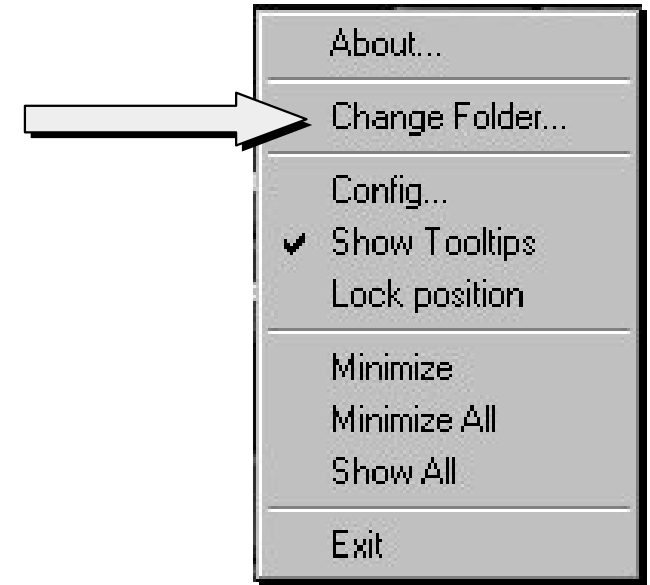 About...
Change Folder...
Config...
Show Tooltips
Lock position
Minimize
Minimize All
Show All
Exit